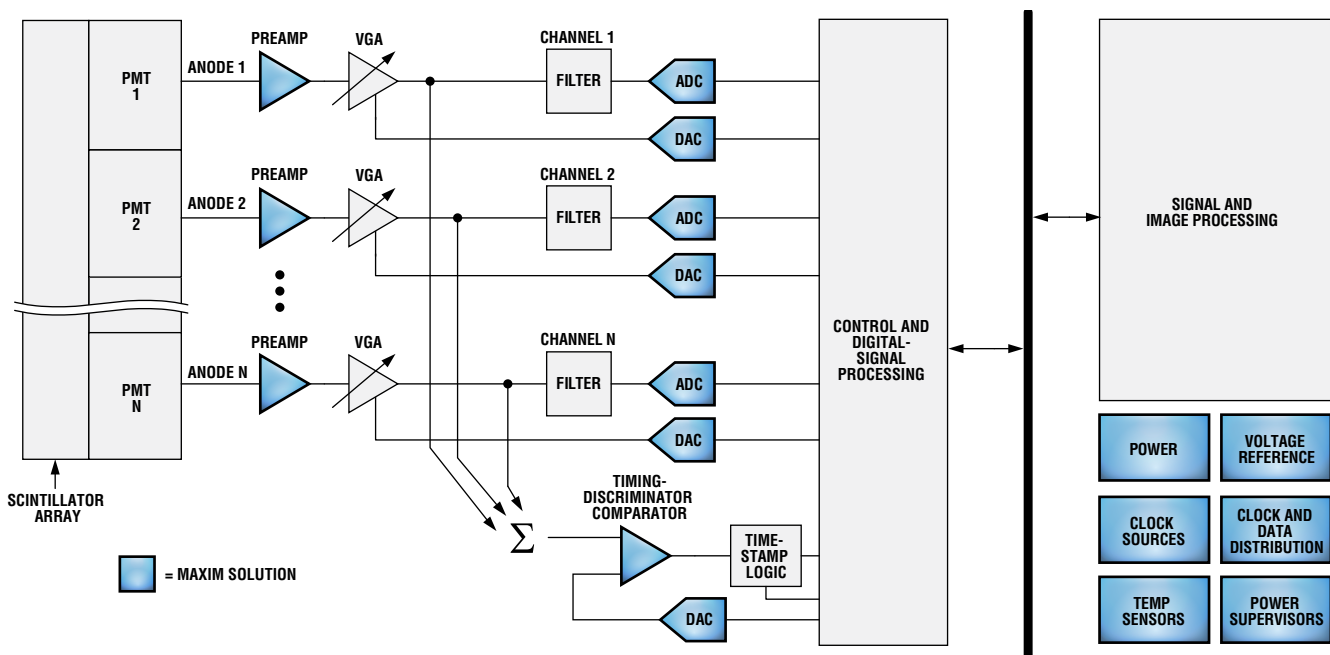 PMT
1
ANODE 1
PREAMP
VGA
CHANNEL 1
FILTER
ADC
DAC
PMT
2
ANODE 2
PREAMP
VGA
CHANNEL 2
FILTER
ADC
DAC
PMT
N
ANODE N
PREAMP
VGA
CHANNEL N
FILTER
ADC
DAC
SCINTILLATOR
ARRAY
= MAXIM SOLUTION
Σ
TIMING-
DISCRIMINATOR
COMPARATOR
TIME-
STAMP
LOGIC
DAC
CONTROL AND
DIGITAL-
SIGNAL
PROCESSING
SIGNAL AND
IMAGE PROCESSING
POWER
VOLTAGE
REFERENCE
CLOCK
SOURCES
CLOCK AND
DATA
DISTRIBUTION
TEMP
SENSORS
POWER
SUPERVISORS